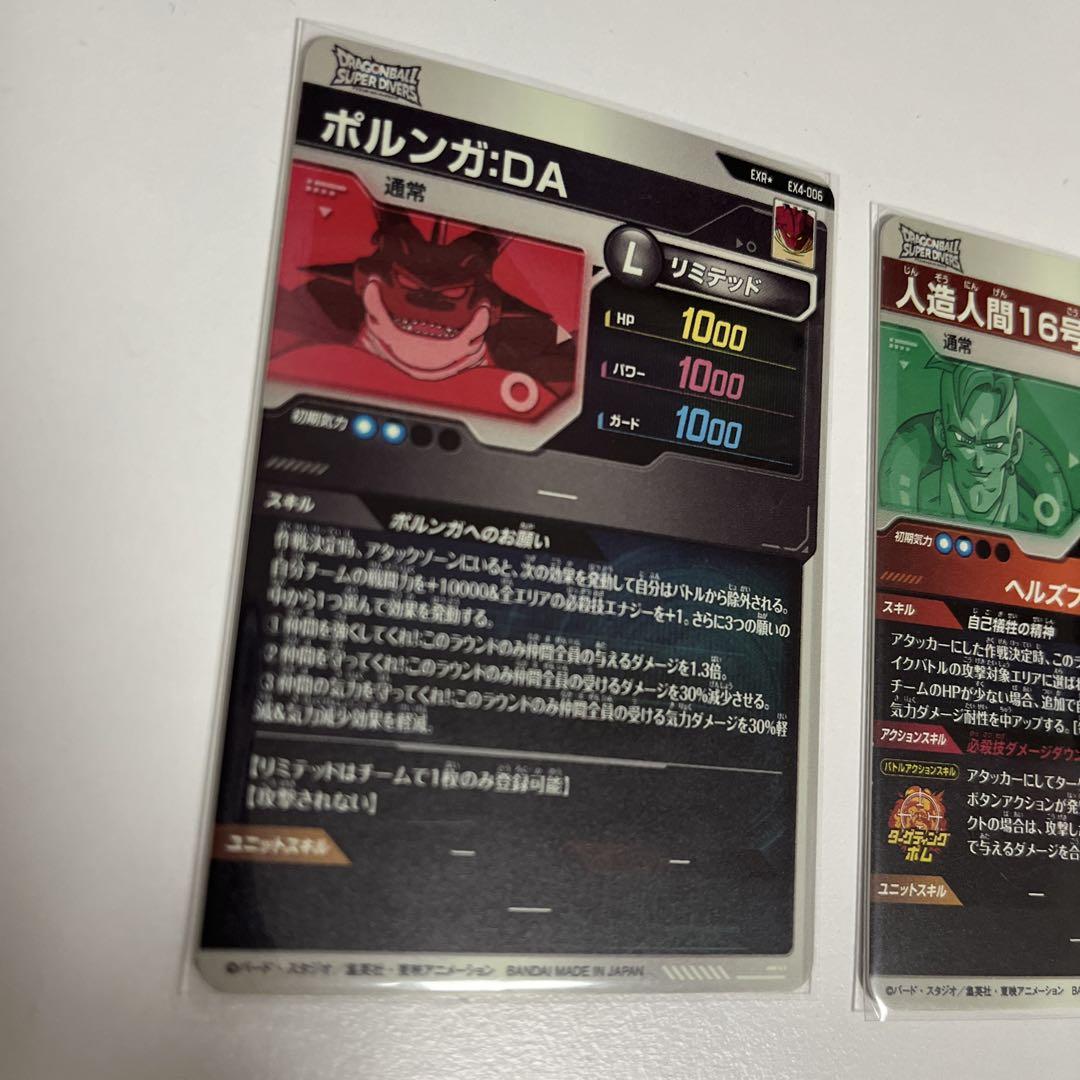 DRAGONBALL
SUPER DIVERS
ポルンガ:DA
EXR★ EX4-006
通常
L リミテッド
HP 1000
パワー 1000
ガード 1000
初期気力
スキル
ポルンガへのお願い
作戦決定時、アタックゾーンにいると、次の効果を発動して自分はバトルから除外される。
自分チームの戦闘力を+10000&全エリアの必殺技エナジーを+1。さらに3つの願いの
中から1つ選んで効果を発動する。
1 仲間を強くしてくれ!:このラウンドのみ仲間全員の与えるダメージを1.3倍。
2 仲間を守ってくれ!:このラウンドのみ仲間全員の受けるダメージを30%減少させる。
3 仲間の気力を守ってくれ!:このラウンドのみ仲間全員の受ける気力ダメージを30%軽
減&気力減少効果を軽減。
【リミテッドはチームで1枚のみ登録可能】
【攻撃されない】
ユニットスキル
©バード・スタジオ/集英社・東映アニメーション BANDAI MADE IN JAPAN
DRAGONBALL
SUPER DIVERS
じん ぞう にん げん
人造人間16号
通常
初期気力
ヘルズフ
スキル
自己犠牲の精神
アタッカーにした作戦決定時、このラ
イクバトルの攻撃対象エリアに選ばれ
チームのHPが少ない場合、追加で自
気力ダメージ耐性を中アップする。
アクションスキル
必殺技ダメージダウン
バトルアクションスキル
アタッカーにしてター
ボタンアクションが発
クトの場合は、攻撃し
て与えるダメージを合
ターゲティング
ボム
ユニットスキル
©バード・スタジオ/集英社・東映アニメーション BA